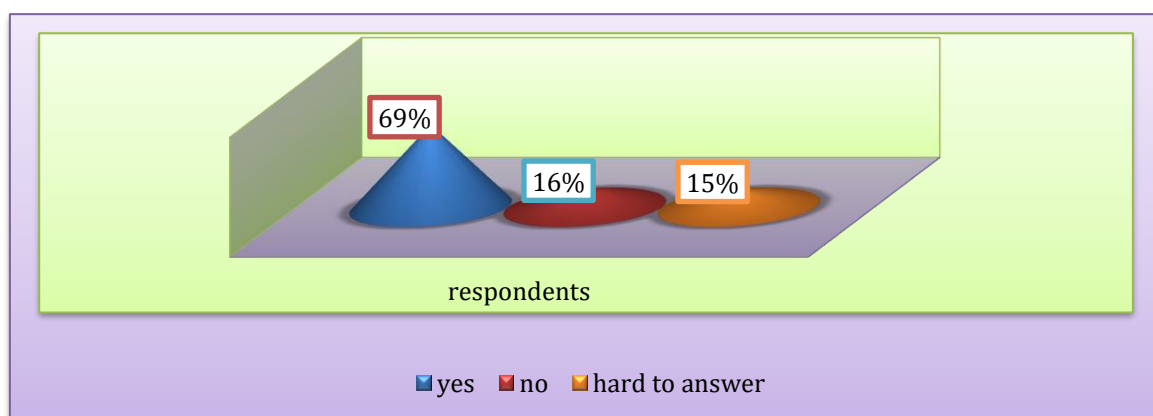 69%
16% 15%
respondents
yes no hard to answer